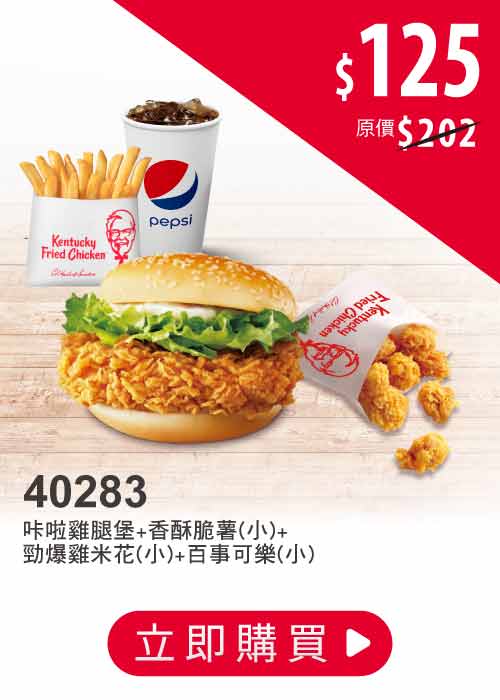 $125
原價$202
pepsi
Kentucky
Fried Chicken
Kentucky
Fried Chicken
40283
咔啦雞腿堡+香酥脆薯(小)+
勁爆雞米花(小)+百事可樂(小)
立即購買